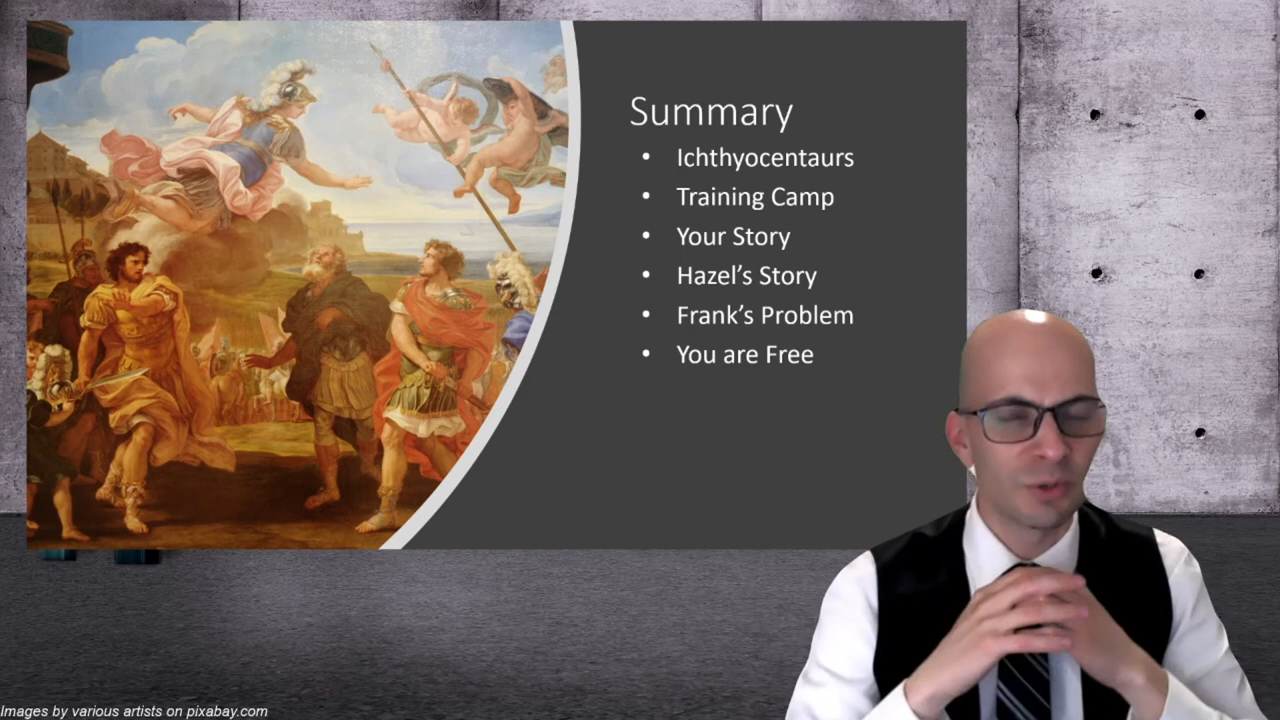 Summary
• Ichthyocentaurs
• Training Camp
• Your Story
• Hazel’s Story
• Frank’s Problem
• You are Free
Images by various artists on pixabay.com